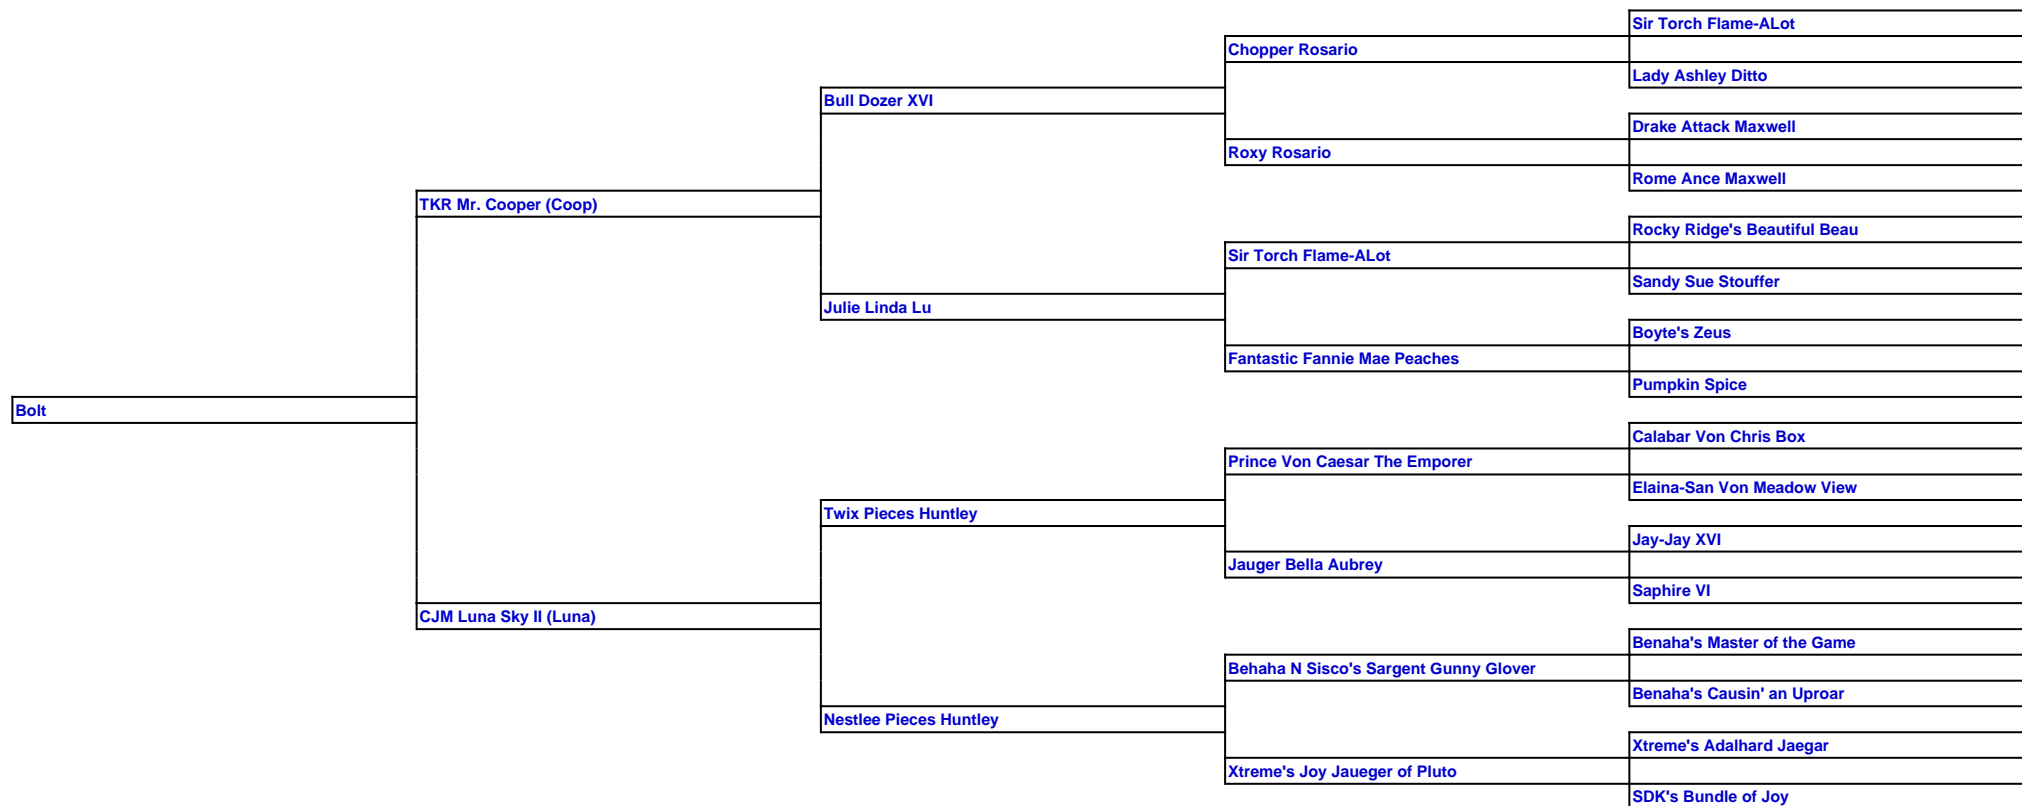 Sir Torch Flame-ALot
Chopper Rosario
Lady Ashley Ditto
Bull Dozer XVI
Drake Attack Maxwell
Roxy Rosario
Rome Ance Maxwell
TKR Mr. Cooper (Coop)
Rocky Ridge's Beautiful Beau
Sir Torch Flame-ALot
Sandy Sue Stouffer
Julie Linda Lu
Boyte's Zeus
Fantastic Fannie Mae Peaches
Pumpkin Spice
Bolt
Calabar Von Chris Box
Prince Von Caesar The Emporer
Elaina-San Von Meadow View
Twix Pieces Huntley
Jay-Jay XVI
Jauger Bella Aubrey
Saphire VI
CJM Luna Sky II (Luna)
Benaha's Master of the Game
Behaha N Sisco's Sargent Gunny Glover
Benaha's Causin' an Uproar
Nestlee Pieces Huntley
Xtreme's Adalhard Jaegar
Xtreme's Joy Jaueger of Pluto
SDK's Bundle of Joy